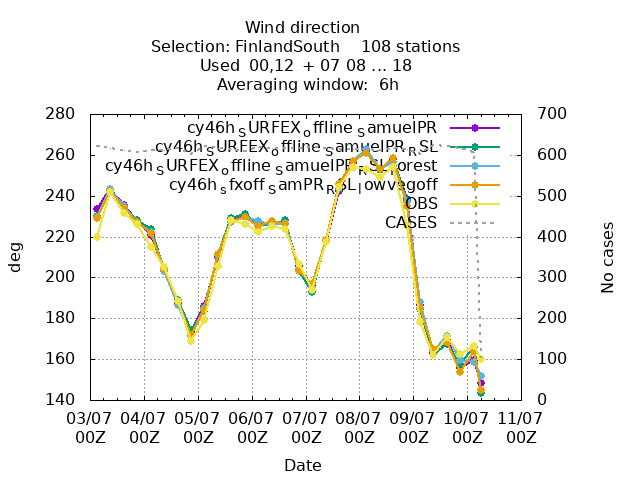 Wind direction
Selection: FinlandSouth 108 stations
Used 00,12 + 07 08 ... 18
Averaging window: 6h
280 700
cy46h_SURFEX_offline_SamuelPR
cy46h_SURFEX_offline_SamuelPR_RSL
260 600
cy46h_SURFEX_offline_SamuelPR_RSL_forest
cy46h_sfxoff_SamPR_RSL_lowvegoff
240 500
OBS
CASES
220 400
200 300
180 200
160 100
140 0
deg
No cases
03/07 04/07 05/07 06/07 07/07 08/07 09/07 10/07 11/07
00Z 00Z 00Z 00Z 00Z 00Z 00Z 00Z 00Z
Date